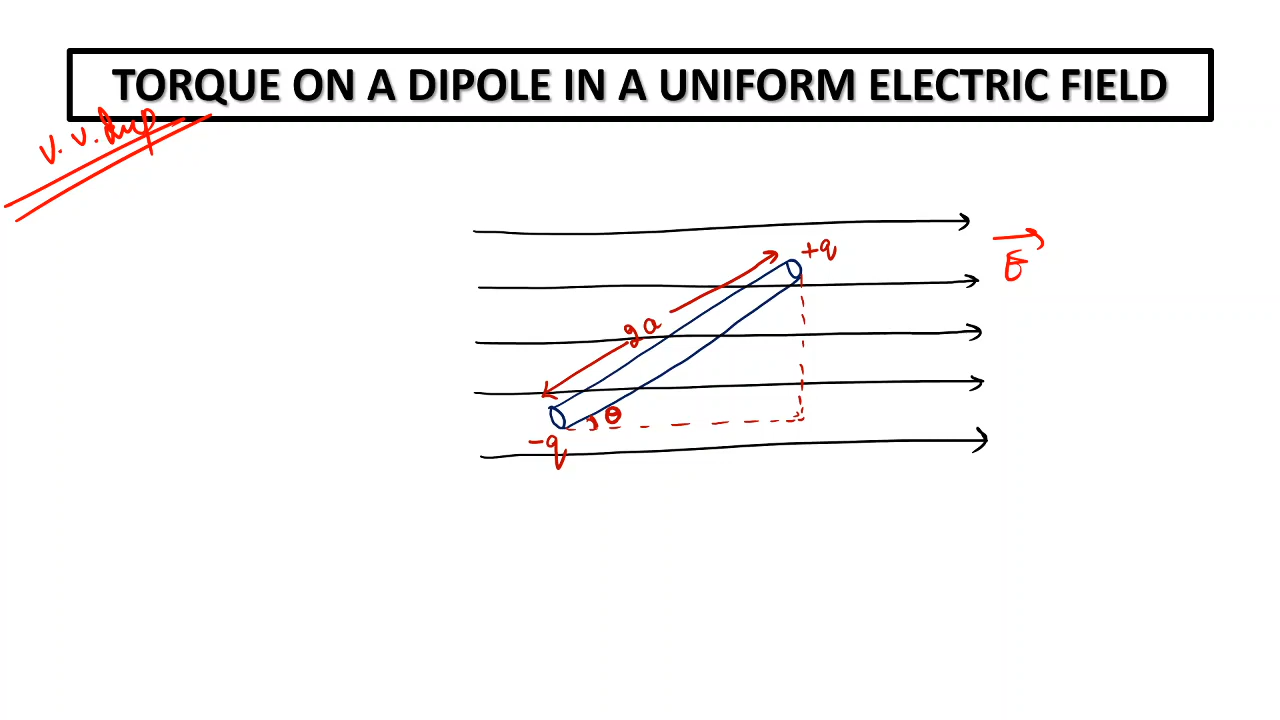 TORQUE ON A DIPOLE IN A UNIFORM ELECTRIC FIELD
v.v.Imp
+q
E
2a
θ
-q